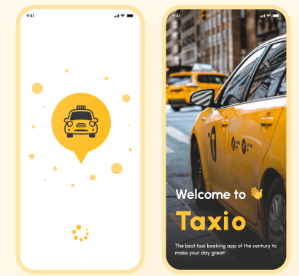 9:41
9:41
Welcome to 👋
Taxio
The best taxi booking app of the century to
make your day great!